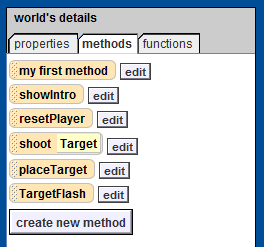 world's details
properties methods functions
my first method edit
showIntro edit
resetPlayer edit
shoot Target edit
placeTarget edit
TargetFlash edit
create new method